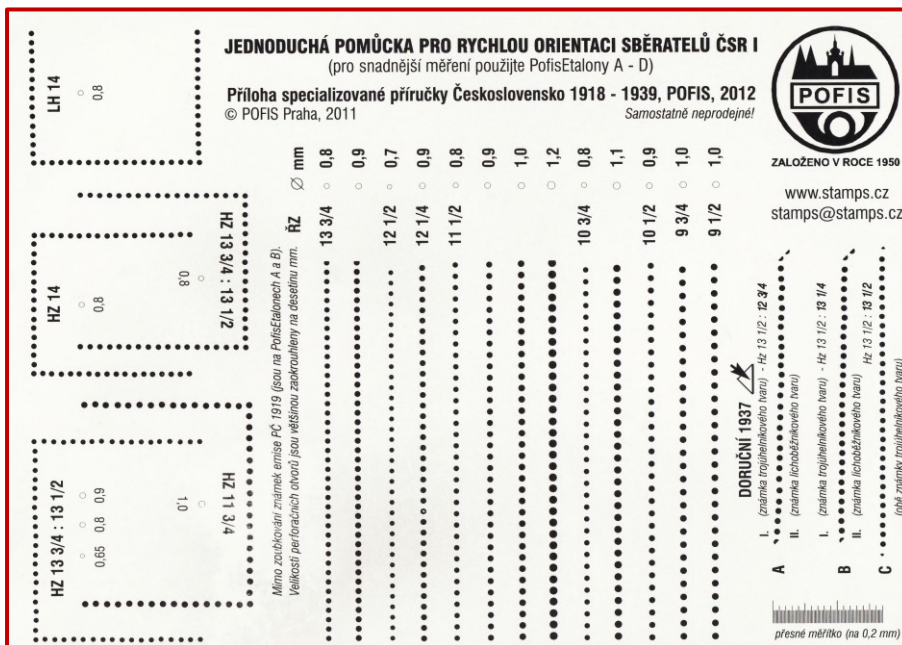 JEDNODUCHÁ POMŮCKA PRO RYCHLOU ORIENTACI SBĚRATELŮ ČSR I
(pro snadnější měření použijte PofisEtalony A - D)
Příloha specializované příručky Československo 1918 - 1939, POFIS, 2012
© POFIS Praha, 2011
Samostatně neprodejné!
POFIS
ZALOŽENO V ROCE 1950
www.stamps.cz
stamps@stamps.cz
LH 14
0,8
HZ 14
0,8
HZ 13 3/4 : 13 1/2
0,8
HZ 13 3/4 : 13 1/2
0,65
0,8
0,9
HZ 11 3/4
1,0
Mimo zoubkování známek emise PČ 1919 (jsou na PofisEtalonech A a B).
Velikosti perforačních otvorů jsou většinou zaokrouhleny na desetinu mm.
ŘZ Ø mm
13 3/4 0,8
0,9
12 1/2 0,7
12 1/4 0,9
11 1/2 0,8
0,9
1,0
1,2
10 3/4 0,8
1,1
10 1/2 0,9
9 3/4 1,0
9 1/2 1,0
DORUČNÍ 1937
I. (známka trojúhelníkového tvaru) - Hz 13 1/2 : 12 3/4
A
II. (známka lichoběžníkového tvaru)
I. (známka trojúhelníkového tvaru) - Hz 13 1/2 : 13 1/4
B
II. (známka lichoběžníkového tvaru)
Hz 13 1/2 : 13 1/2
C
(obě známky trojúhelníkového tvaru)
přesné měřítko (na 0,2 mm)